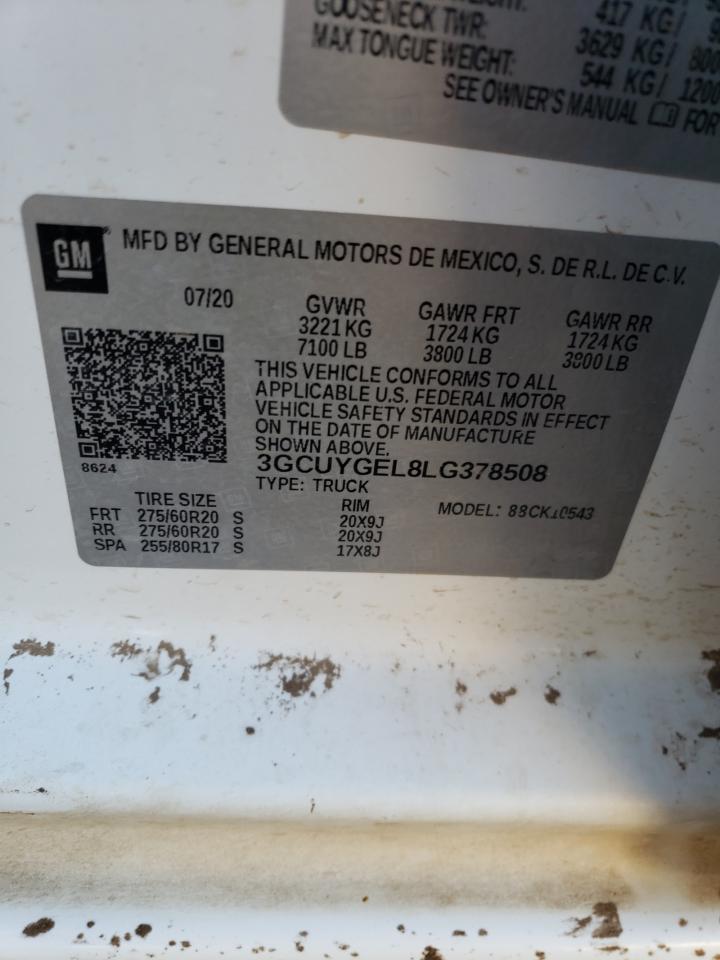 GOOSENECK TWR: 417 KG/
MAX TONGUE WEIGHT: 3629 KG/ 800
544 KG/ 1200
SEE OWNER'S MANUAL FOR
GM
MFD BY GENERAL MOTORS DE MEXICO, S. DE R.L. DE C.V.
07/20 GVWR GAWR FRT GAWR RR
3221 KG 1724 KG 1724 KG
7100 LB 3800 LB 3800 LB
THIS VEHICLE CONFORMS TO ALL
APPLICABLE U.S. FEDERAL MOTOR
VEHICLE SAFETY STANDARDS IN EFFECT
ON THE DATE OF MANUFACTURE
SHOWN ABOVE.
8624 3GCUYGEL8LG378508
TYPE: TRUCK
TIRE SIZE RIM MODEL: 88CK10543
FRT 275/60R20 S 20X9J
RR 275/60R20 S 20X9J
SPA 255/80R17 S 17X8J